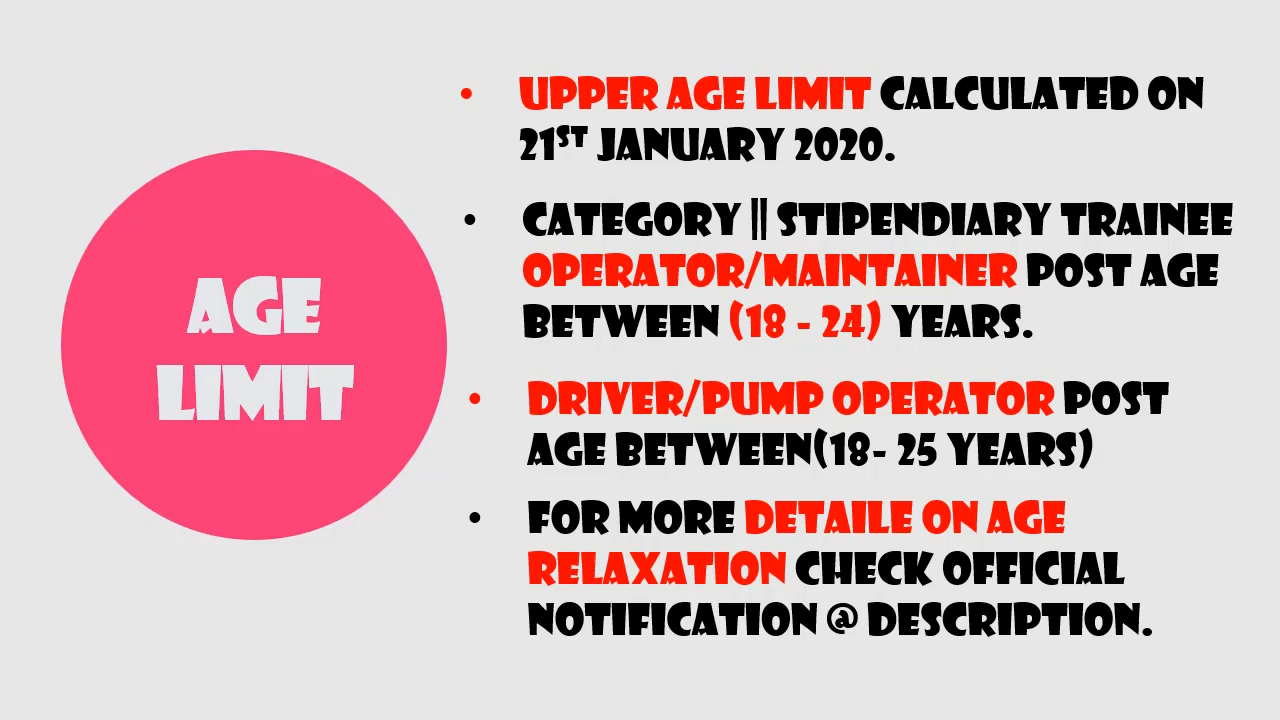 AGE
LIMIT
• UPPER AGE LIMIT CALCULATED ON
21ST JANUARY 2020.
• CATEGORY || STIPENDIARY TRAINEE
OPERATOR/MAINTAINER POST AGE
BETWEEN (18 - 24) YEARS.
• DRIVER/PUMP OPERATOR POST
AGE BETWEEN(18- 25 YEARS)
• FOR MORE DETAILE ON AGE
RELAXATION CHECK OFFICIAL
NOTIFICATION @ DESCRIPTION.